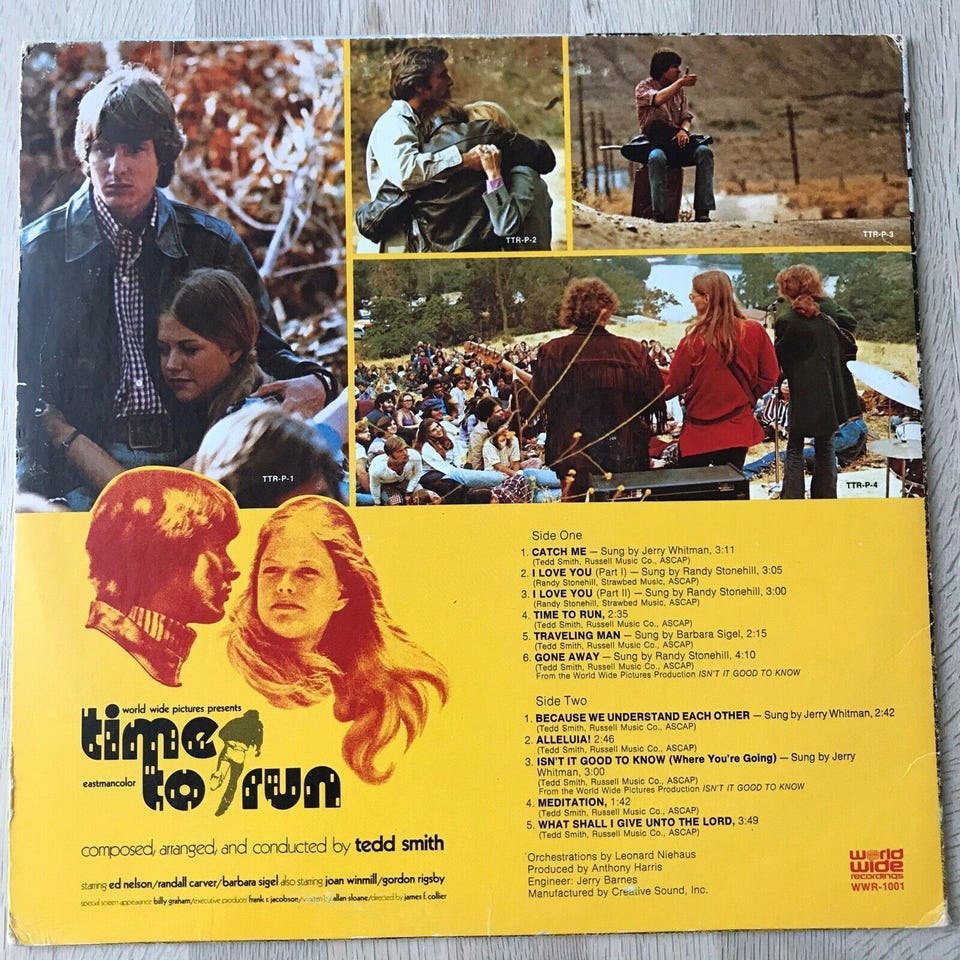 TTR-P-2
TTR-P-3
TTR-P-1
TTR-P-4
world wide pictures presents
time
eastmancolor
to run
composed, arranged, and conducted by tedd smith
starring ed nelson/randall carver/barbara sigel also starring joan winmill/gordon rigsby
special screen appearance billy graham/executive producer frank r. jacobson/written by allan sloane/directed by james f. collier
Side One
1. CATCH ME — Sung by Jerry Whitman, 3:11
(Tedd Smith, Russell Music Co., ASCAP)
2. I LOVE YOU (Part I) — Sung by Randy Stonehill, 3:05
(Randy Stonehill, Strawbed Music, ASCAP)
3. I LOVE YOU (Part II) — Sung by Randy Stonehill, 3:00
(Randy Stonehill, Strawbed Music, ASCAP)
4. TIME TO RUN, 2:35
(Tedd Smith, Russell Music Co., ASCAP)
5. TRAVELING MAN — Sung by Barbara Sigel, 2:15
(Tedd Smith, Russell Music Co., ASCAP)
6. GONE AWAY — Sung by Randy Stonehill, 4:10
(Tedd Smith, Russell Music Co., ASCAP)
From the World Wide Pictures Production ISN'T IT GOOD TO KNOW
Side Two
1. BECAUSE WE UNDERSTAND EACH OTHER — Sung by Jerry Whitman, 2:42
(Tedd Smith, Russell Music Co., ASCAP)
2. ALLELUIA! 2:46
(Tedd Smith, Russell Music Co., ASCAP)
3. ISN'T IT GOOD TO KNOW (Where You're Going) — Sung by Jerry
Whitman, 3:00
(Tedd Smith, Russell Music Co., ASCAP)
From the World Wide Pictures Production ISN'T IT GOOD TO KNOW
4. MEDITATION, 1:42
(Tedd Smith, Russell Music Co., ASCAP)
5. WHAT SHALL I GIVE UNTO THE LORD, 3:49
(Tedd Smith, Russell Music Co., ASCAP)
Orchestrations by Leonard Niehaus
Produced by Anthony Harris
Engineer: Jerry Barnes
Manufactured by Creative Sound, Inc.
world
wide
recordings
WWR-1001